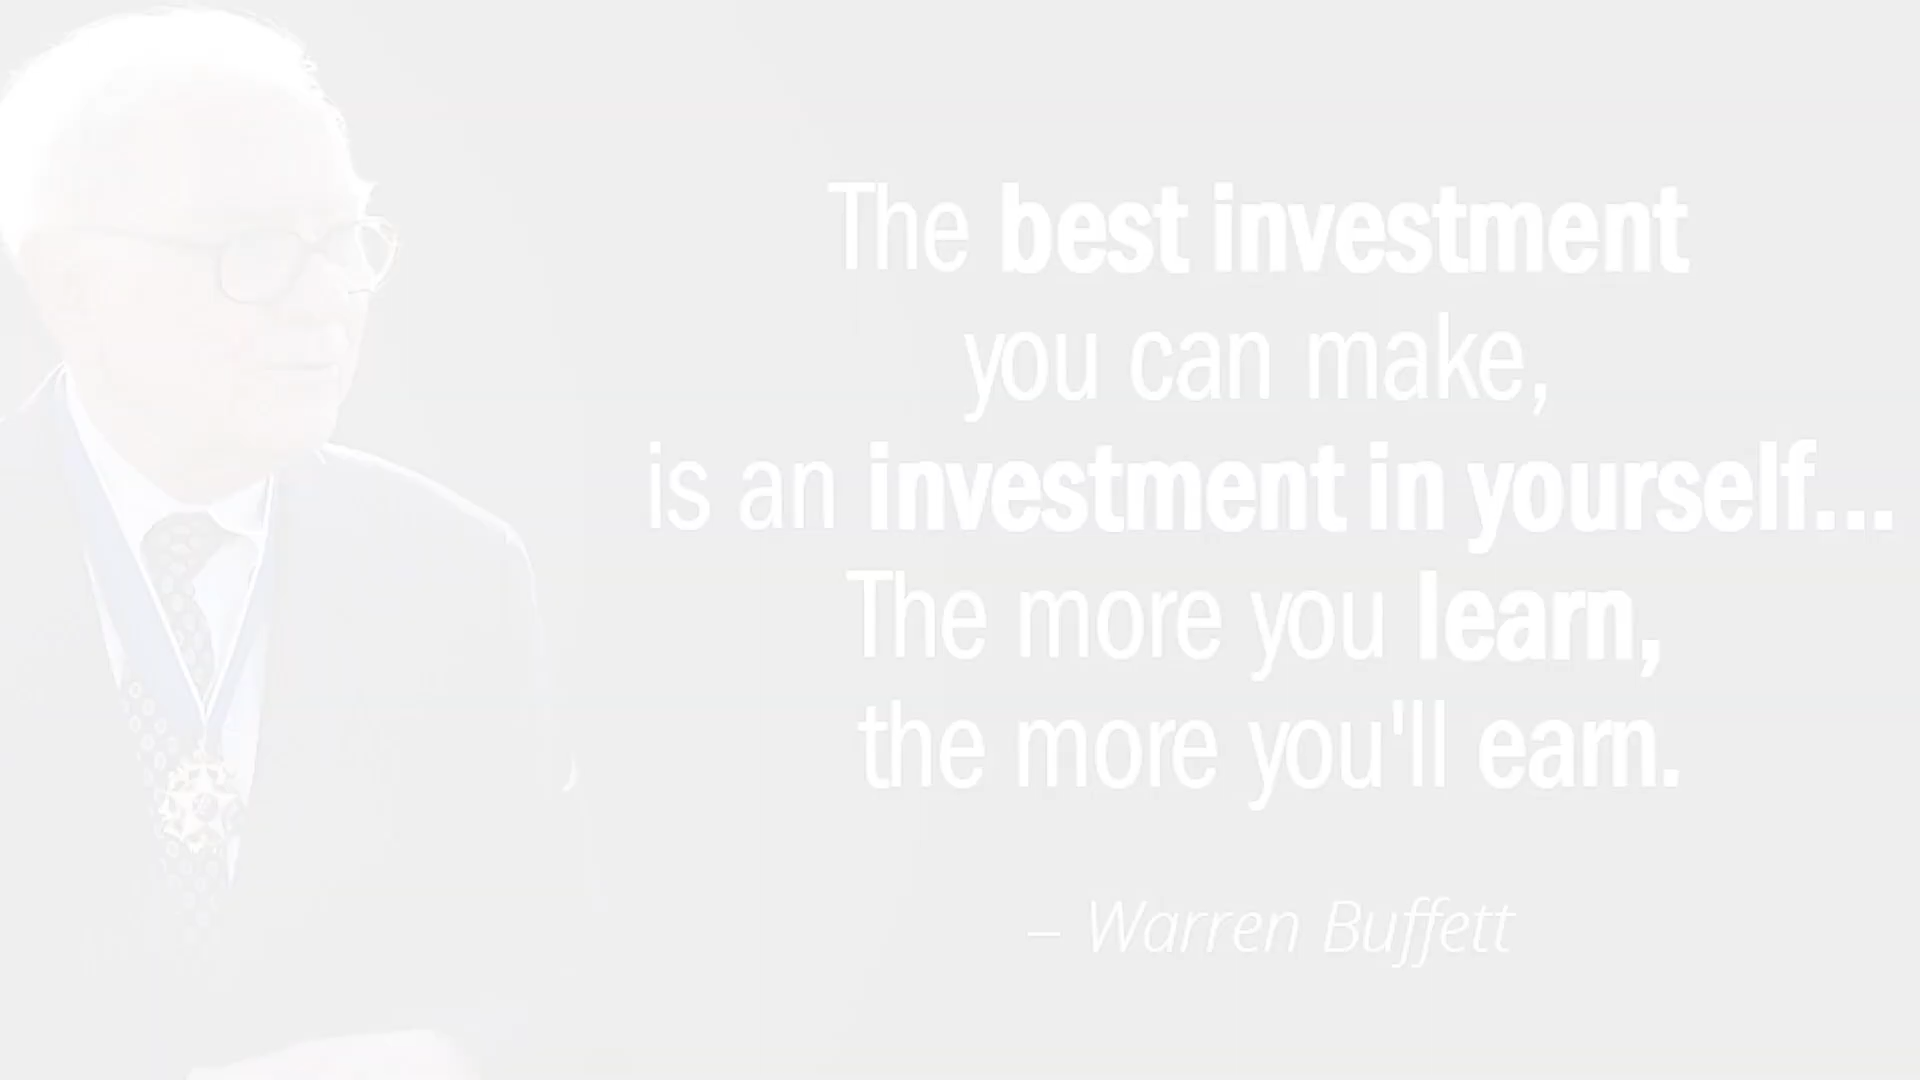 The best investment
you can make,
is an investment in yourself...
The more you learn,
the more you'll earn.
– Warren Buffett